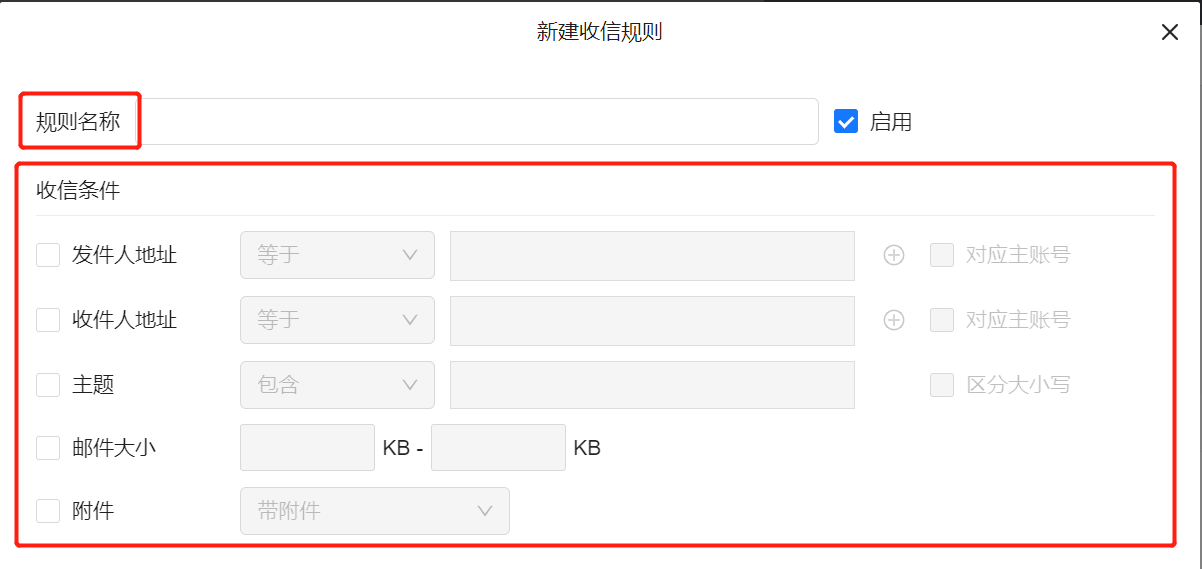 新建收信规则
规则名称 启用
收信条件
发件人地址 等于 对应主账号
收件人地址 等于 对应主账号
主题 包含 区分大小写
邮件大小 KB - KB
附件 带附件